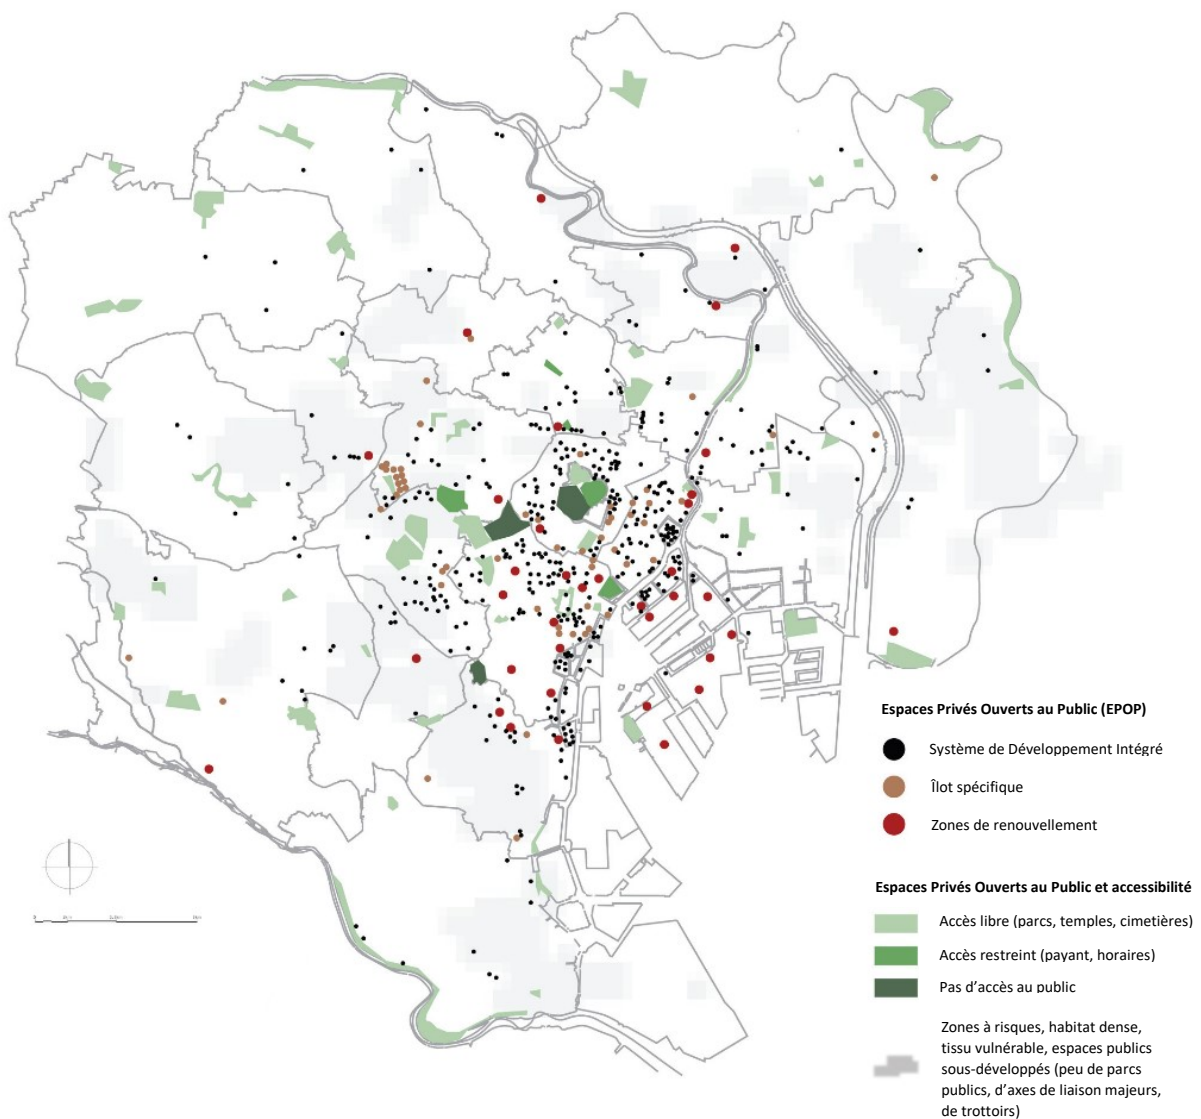 Espaces Privés Ouverts au Public (EPOP)
Système de Développement Intégré
Îlot spécifique
Zones de renouvellement
Espaces Privés Ouverts au Public et accessibilité
Accès libre (parcs, temples, cimetières)
Accès restreint (payant, horaires)
Pas d'accès au public
Zones à risques, habitat dense,
tissu vulnérable, espaces publics
sous-développés (peu de parcs
publics, d'axes de liaison majeurs,
de trottoirs)